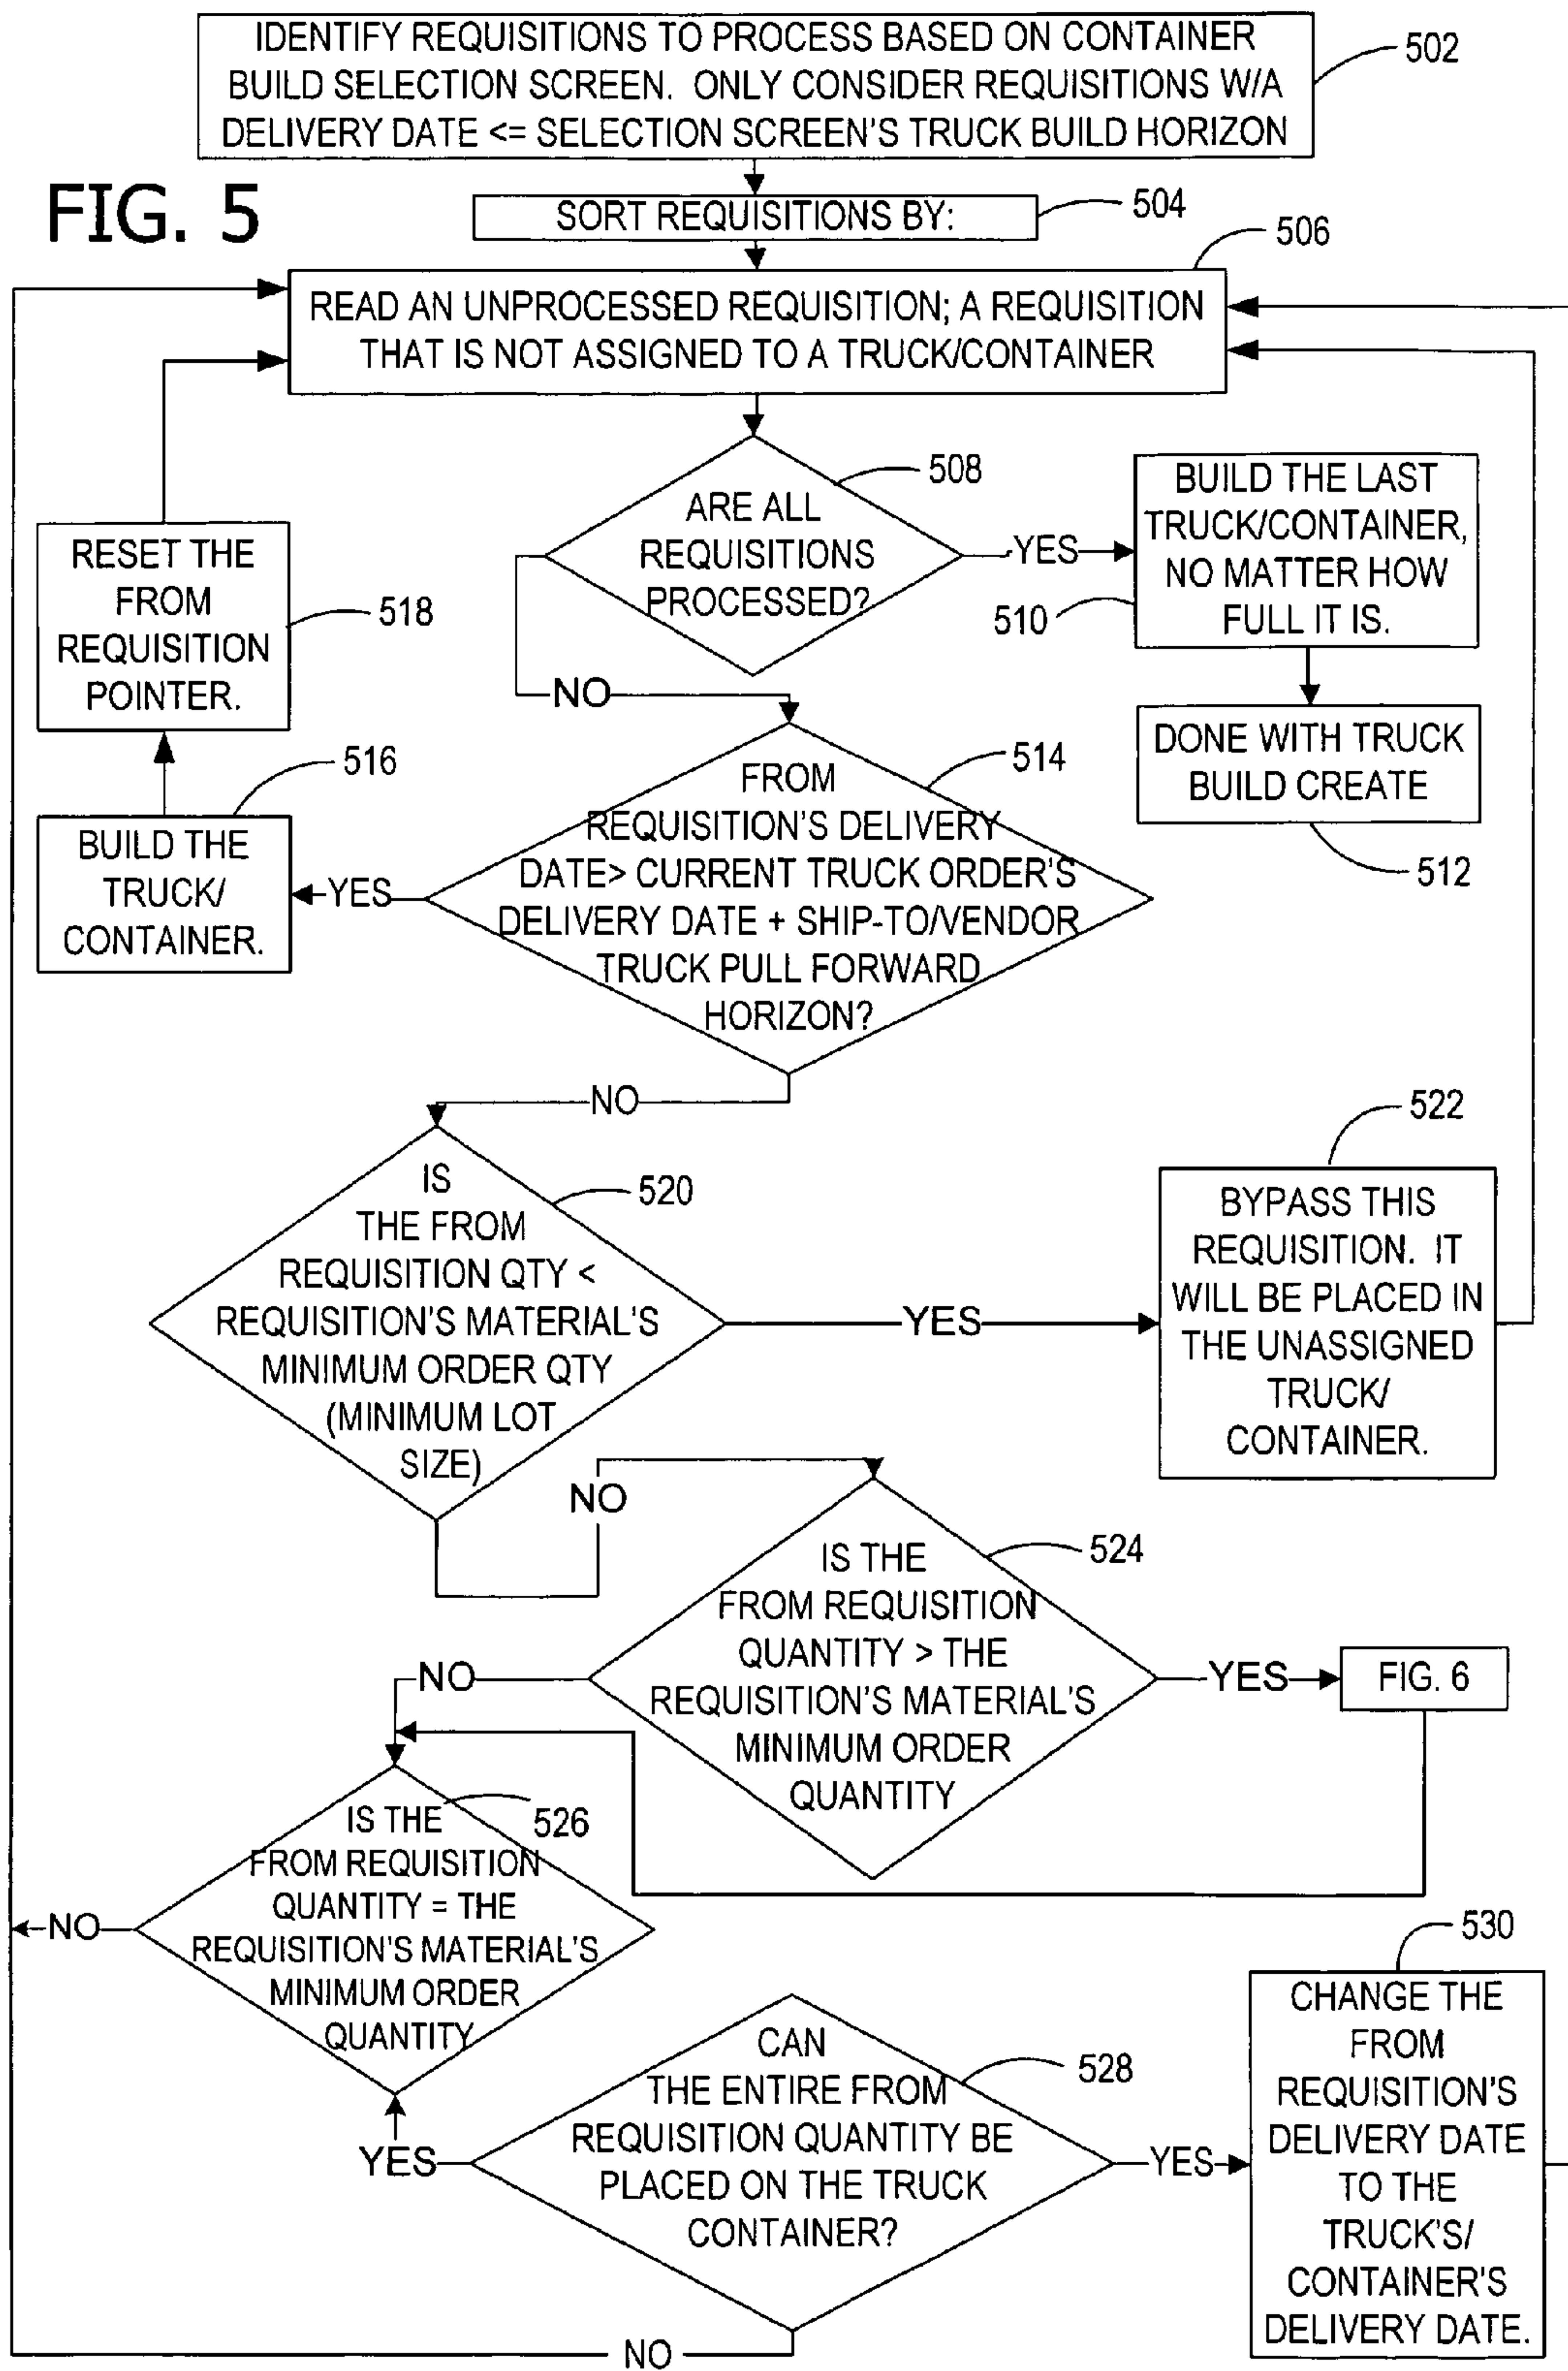 IDENTIFY REQUISITIONS TO PROCESS BASED ON CONTAINER
BUILD SELECTION SCREEN. ONLY CONSIDER REQUISITIONS W/A
DELIVERY DATE <= SELECTION SCREEN'S TRUCK BUILD HORIZON
502
FIG. 5
SORT REQUISITIONS BY:
504
506
READ AN UNPROCESSED REQUISITION; A REQUISITION
THAT IS NOT ASSIGNED TO A TRUCK/CONTAINER
508
ARE ALL
REQUISITIONS
PROCESSED?
YES
BUILD THE LAST
TRUCK/CONTAINER,
NO MATTER HOW
FULL IT IS.
510
RESET THE
FROM
REQUISITION
POINTER.
518
NO
DONE WITH TRUCK
BUILD CREATE
512
516
BUILD THE
TRUCK/
CONTAINER.
YES
514
FROM
REQUISITION'S DELIVERY
DATE> CURRENT TRUCK ORDER'S
DELIVERY DATE + SHIP-TO/VENDOR
TRUCK PULL FORWARD
HORIZON?
NO
520
IS
THE FROM
REQUISITION QTY <
REQUISITION'S MATERIAL'S
MINIMUM ORDER QTY
(MINIMUM LOT
SIZE)
YES
522
BYPASS THIS
REQUISITION. IT
WILL BE PLACED IN
THE UNASSIGNED
TRUCK/
CONTAINER.
NO
524
IS THE
FROM REQUISITION
QUANTITY > THE
REQUISITION'S MATERIAL'S
MINIMUM ORDER
QUANTITY
YES
FIG. 6
NO
526
IS THE
FROM REQUISITION
QUANTITY = THE
REQUISITION'S MATERIAL'S
MINIMUM ORDER
QUANTITY
NO
YES
528
CAN
THE ENTIRE FROM
REQUISITION QUANTITY BE
PLACED ON THE TRUCK
CONTAINER?
YES
530
CHANGE THE
FROM
REQUISITION'S
DELIVERY DATE
TO THE
TRUCK'S/
CONTAINER'S
DELIVERY DATE.
NO